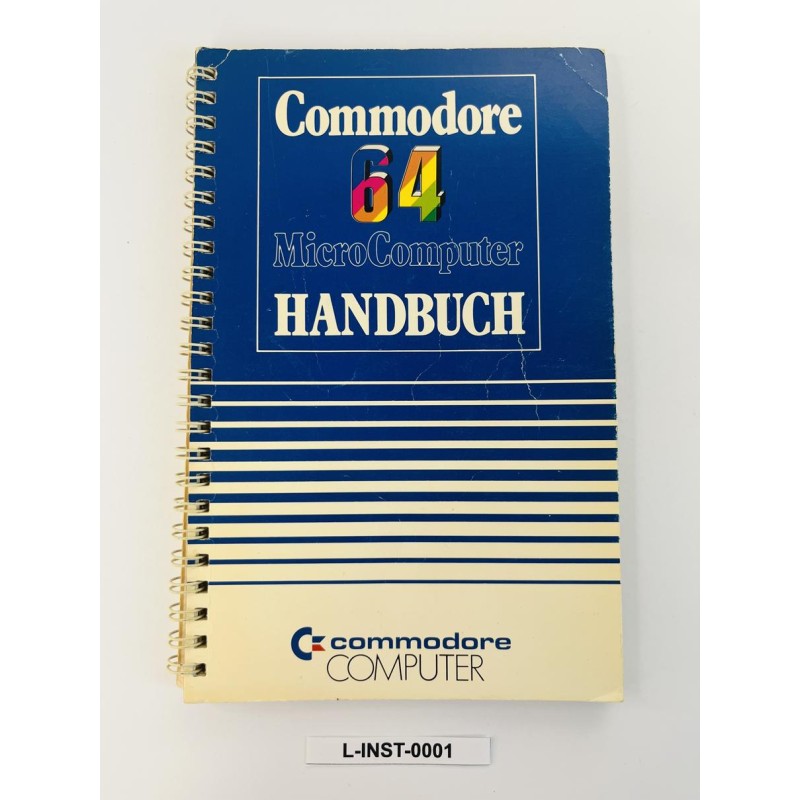 Commodore
64
MicroComputer
HANDBUCH
commodore
COMPUTER
L-INST-0001